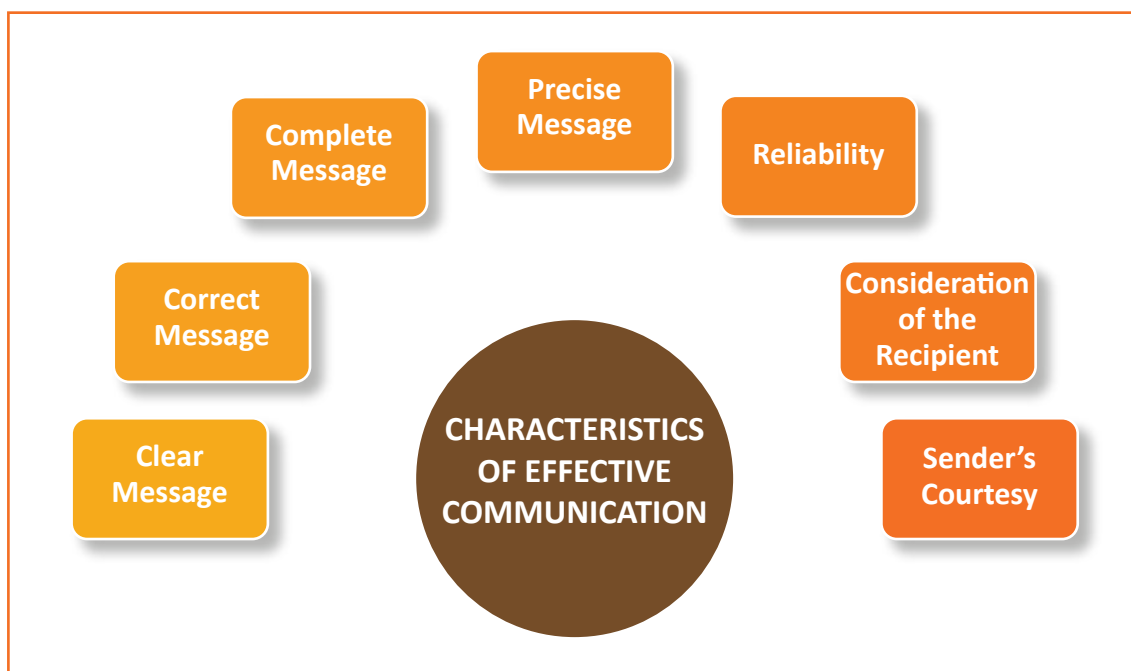 Precise
Message
Complete
Message
Reliability
Correct
Message
Consideration
of the
Recipient
Clear
Message
Sender’s
Courtesy
CHARACTERISTICS
OF EFFECTIVE
COMMUNICATION